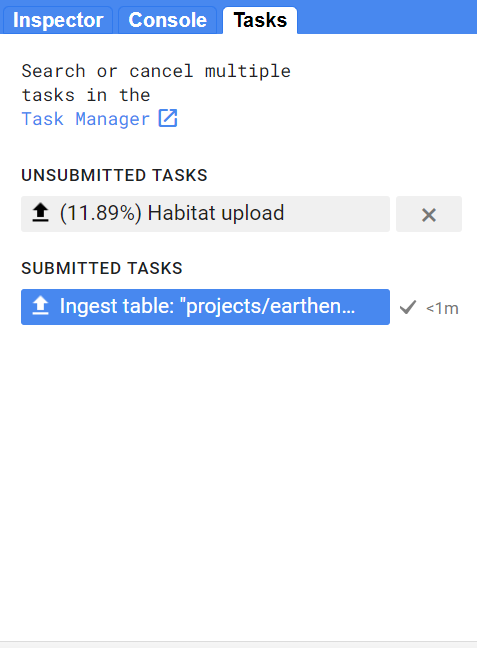 Inspector Console Tasks
Search or cancel multiple
tasks in the
Task Manager
UNSUBMITTED TASKS
(11.89%) Habitat upload
SUBMITTED TASKS
Ingest table: "projects/earthen… <1m